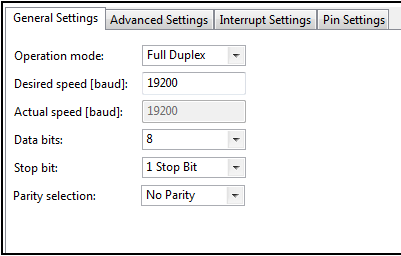 General Settings Advanced Settings Interrupt Settings Pin Settings
Operation mode: Full Duplex
Desired speed [baud]: 19200
Actual speed [baud]: 19200
Data bits: 8
Stop bit: 1 Stop Bit
Parity selection: No Parity